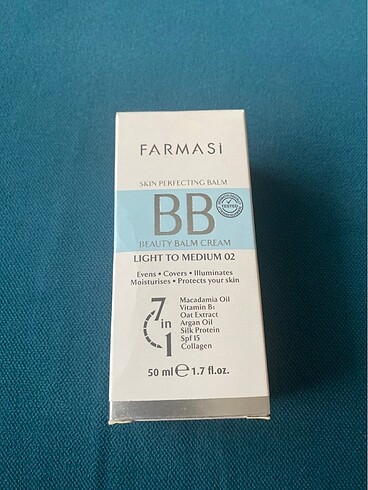 FARMASİ
SKIN PERFECTING BALM
BB
TESTED
BEAUTY BALM CREAM
LIGHT TO MEDIUM 02
Evens • Covers • Illuminates
Moisturises • Protects your skin
7 in 1
Macadamia Oil
Vitamin B₅
Oat Extract
Argan Oil
Silk Protein
Spf 15
Collagen
50 ml ℮ 1.7 fl.oz.